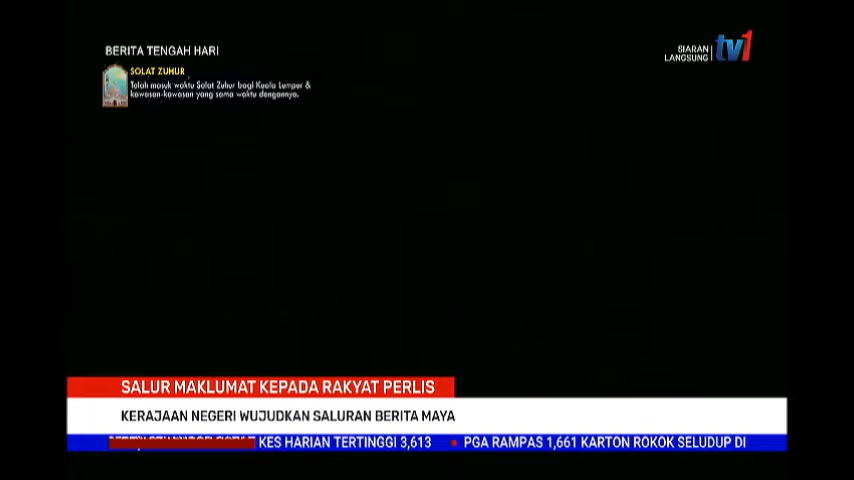 BERITA TENGAH HARI
SIARAN
LANGSUNG
tv1
SOLAT ZUHUR
Telah masuk waktu Solat Zuhur bagi Kuala Lumpur &
kawasan-kawasan yang sama waktu dengannya.
SALUR MAKLUMAT KEPADA RAKYAT PERLIS
KERAJAAN NEGERI WUJUDKAN SALURAN BERITA MAYA
KES HARIAN TERTINGGI 3,613 • PGA RAMPAS 1,661 KARTON ROKOK SELUDUP DI